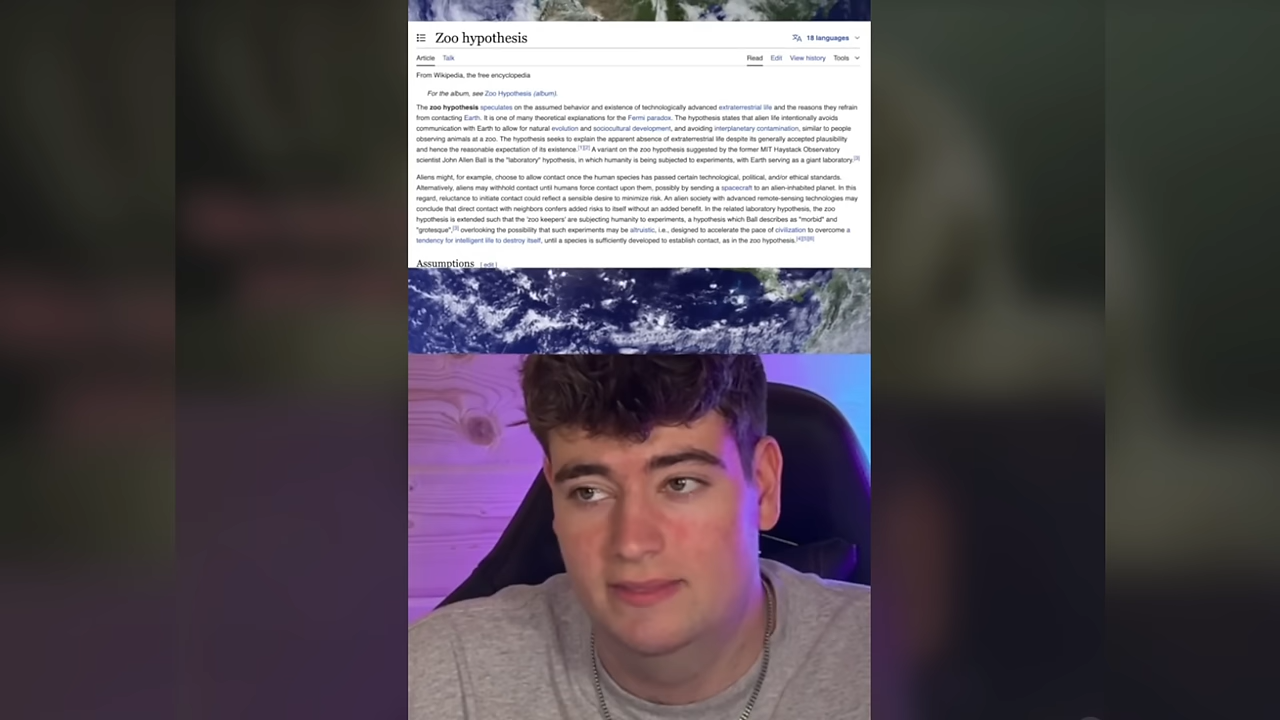 Zoo hypothesis
18 languages
Article Talk Read Edit View history Tools
From Wikipedia, the free encyclopedia
For the album, see Zoo Hypothesis (album).
The zoo hypothesis speculates on the assumed behavior and existence of technologically advanced extraterrestrial life and the reasons they refrain
from contacting Earth. It is one of many theoretical explanations for the Fermi paradox. The hypothesis states that alien life intentionally avoids
communication with Earth to allow for natural evolution and sociocultural development, and avoiding interplanetary contamination, similar to people
observing animals at a zoo. The hypothesis seeks to explain the apparent absence of extraterrestrial life despite its generally accepted plausibility
and hence the reasonable expectation of its existence.[1][2] A variant on the zoo hypothesis suggested by the former MIT Haystack Observatory
scientist John Allen Ball is the "laboratory" hypothesis, in which humanity is being subjected to experiments, with Earth serving as a giant laboratory.[3]
Aliens might, for example, choose to allow contact once the human species has passed certain technological, political, and/or ethical standards.
Alternatively, aliens may withhold contact until humans force contact upon them, possibly by sending a spacecraft to an alien-inhabited planet. In this
regard, reluctance to initiate contact could reflect a sensible desire to minimize risk. An alien society with advanced remote-sensing technologies may
conclude that direct contact with neighbors confers added risks to itself without an added benefit. In the related laboratory hypothesis, the zoo
hypothesis is extended such that the 'zoo keepers' are subjecting humanity to experiments, a hypothesis which Ball describes as "morbid" and
"grotesque",[3] overlooking the possibility that such experiments may be altruistic, i.e., designed to accelerate the pace of civilization to overcome a
tendency for intelligent life to destroy itself, until a species is sufficiently developed to establish contact, as in the zoo hypothesis.[4][5][6]
Assumptions [ edit ]